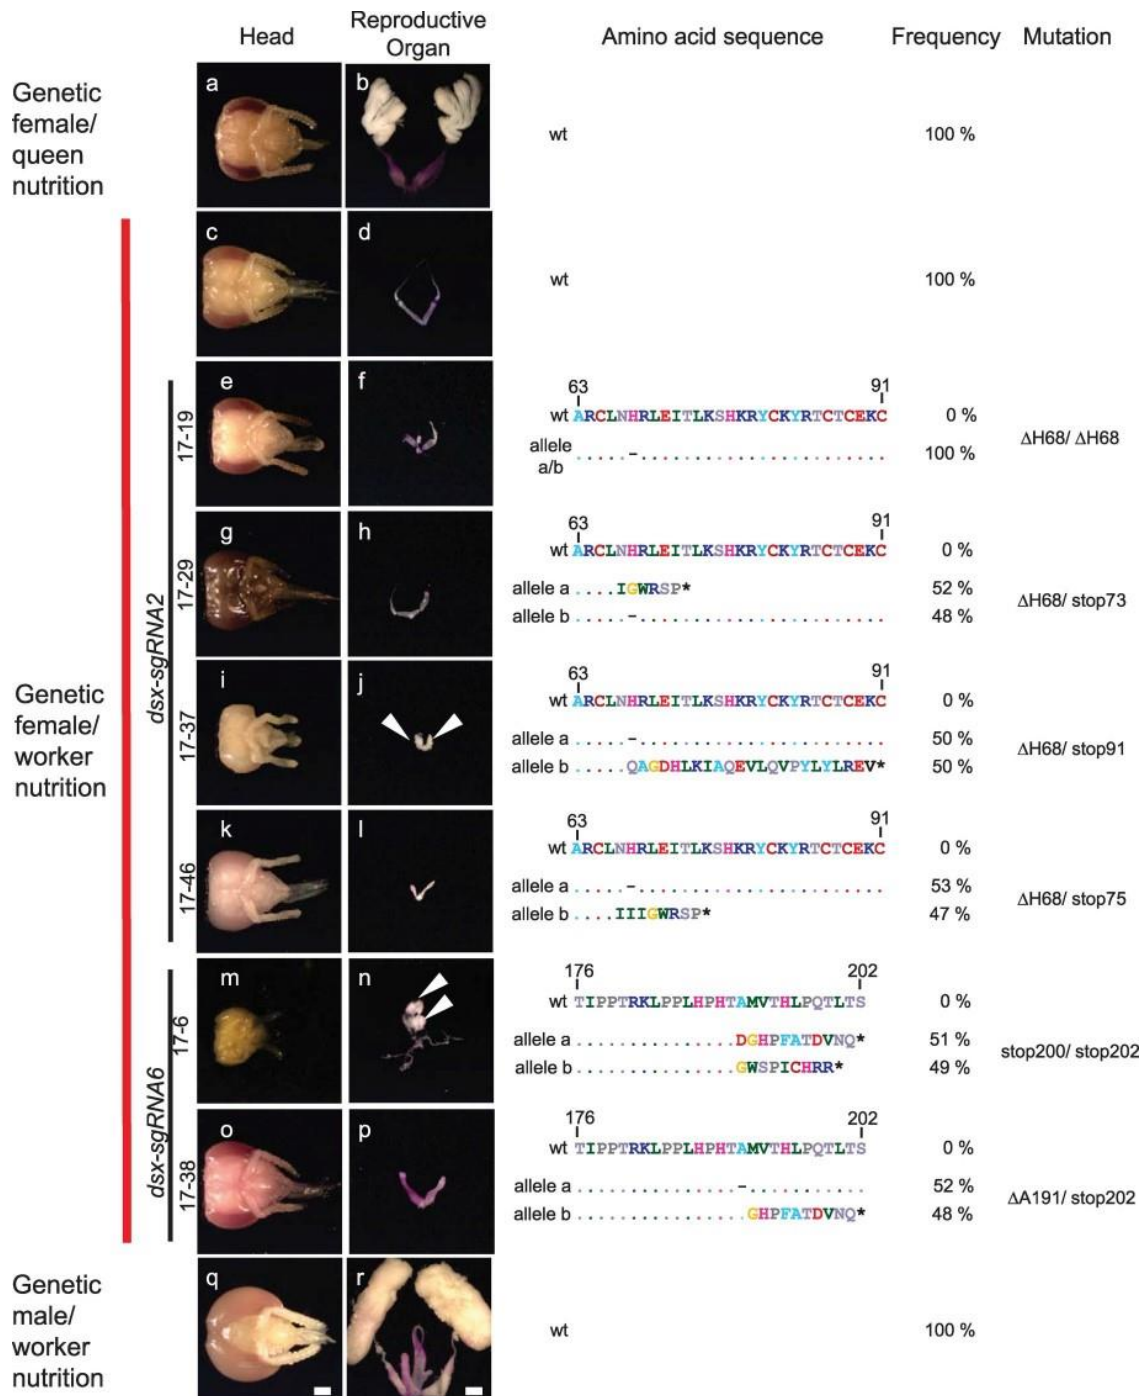 Head
Reproductive
Organ
Amino acid sequence
Frequency
Mutation
Genetic
female/
queen
nutrition
a
b
wt
100 %
c
d
wt
100 %
Genetic
female/
worker
nutrition
dsx-sgRNA2
17-19
e
f
63
91
wt ARCLNHRLEITLKSHKRYCKYRTCTCEKC
0 %
allele
a/b
.....-.......................
100 %
ΔH68/ ΔH68
17-29
g
h
63
91
wt ARCLNHRLEITLKSHKRYCKYRTCTCEKC
0 %
allele a ....IGWRSP*
52 %
allele b .....-.......................
48 %
ΔH68/ stop73
17-37
i
j
63
91
wt ARCLNHRLEITLKSHKRYCKYRTCTCEKC
0 %
allele a .....-.......................
50 %
allele b .....QAGDHLKIAQEVLQVPYLYLREV*
50 %
ΔH68/ stop91
17-46
k
l
63
91
wt ARCLNHRLEITLKSHKRYCKYRTCTCEKC
0 %
allele a .....-.......................
53 %
allele b ....IIIGWRSP*
47 %
ΔH68/ stop75
dsx-sgRNA6
17-6
m
n
176
202
wt TIPPTRKLPPLHPHTAMVTHLPQTLTS
0 %
allele a ...............DGHPFATDVNQ*
51 %
allele b ...............GWSPICHRR*
49 %
stop200/ stop202
17-38
o
p
176
202
wt TIPPTRKLPPLHPHTAMVTHLPQTLTS
0 %
allele a ...............-...........
52 %
allele b ................GHPFATDVNQ*
48 %
ΔA191/ stop202
Genetic
male/
worker
nutrition
q
r
wt
100 %